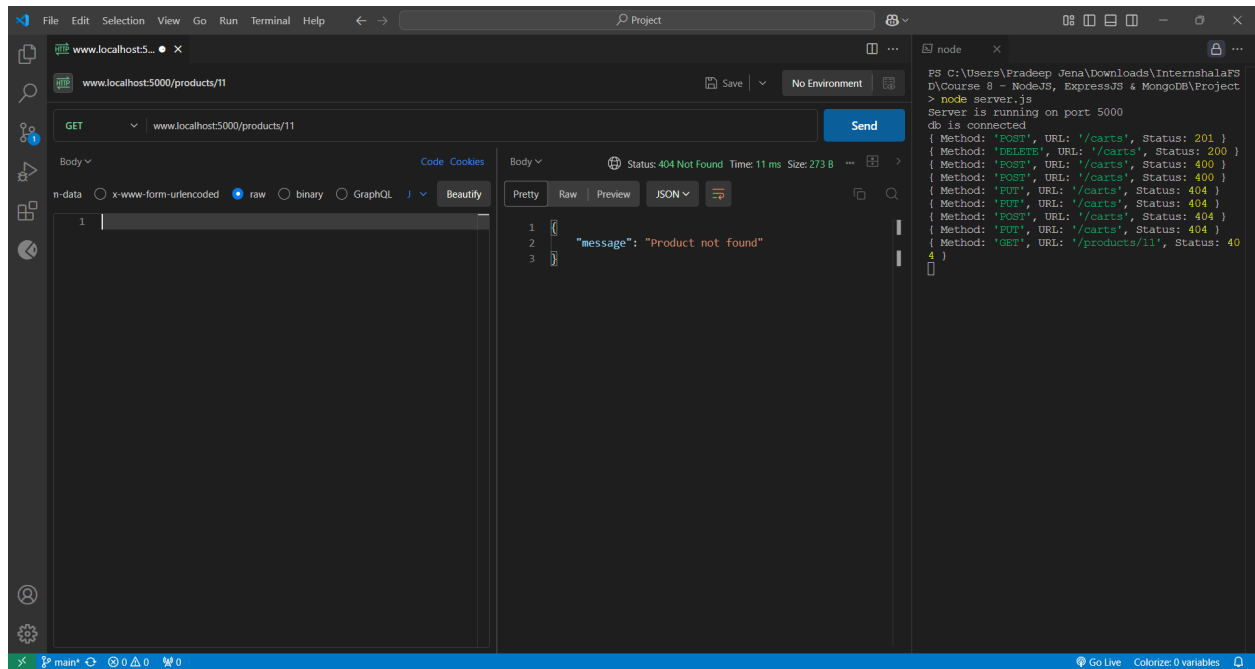 File Edit Selection View Go Run Terminal Help
Project
www.localhost:5...
node
www.localhost:5000/products/11
Save
No Environment
GET
www.localhost:5000/products/11
Send
Body
Code Cookies
n-data x-www-form-urlencoded raw binary GraphQL J
Beautify
1
Body
Status: 404 Not Found Time: 11 ms Size: 273 B
Pretty Raw Preview JSON
1 {
2 "message": "Product not found"
3 }
PS C:\Users\Pradeep Jena\Downloads\InternshalaFS
D\Course 8 - NodeJS, ExpressJS & MongoDB\Project
> node server.js
Server is running on port 5000
db is connected
{ Method: 'POST', URL: '/carts', Status: 201 }
{ Method: 'DELETE', URL: '/carts', Status: 200 }
{ Method: 'POST', URL: '/carts', Status: 400 }
{ Method: 'POST', URL: '/carts', Status: 400 }
{ Method: 'PUT', URL: '/carts', Status: 404 }
{ Method: 'PUT', URL: '/carts', Status: 404 }
{ Method: 'POST', URL: '/carts', Status: 404 }
{ Method: 'PUT', URL: '/carts', Status: 404 }
{ Method: 'GET', URL: '/products/11', Status: 40
4 }
1
main* 0 0 0
Go Live Colorize: 0 variables